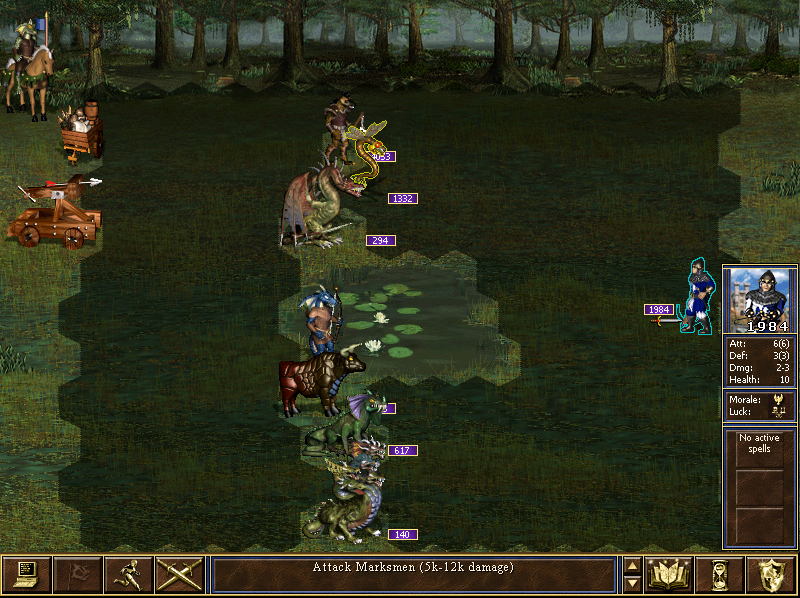 1332
294
1984
1984
Att: 6(6)
Def: 3(3)
Dmg: 2-3
Health: 10
Morale:
Luck:
No active
spells
617
140
Attack Marksmen (5k-12k damage)